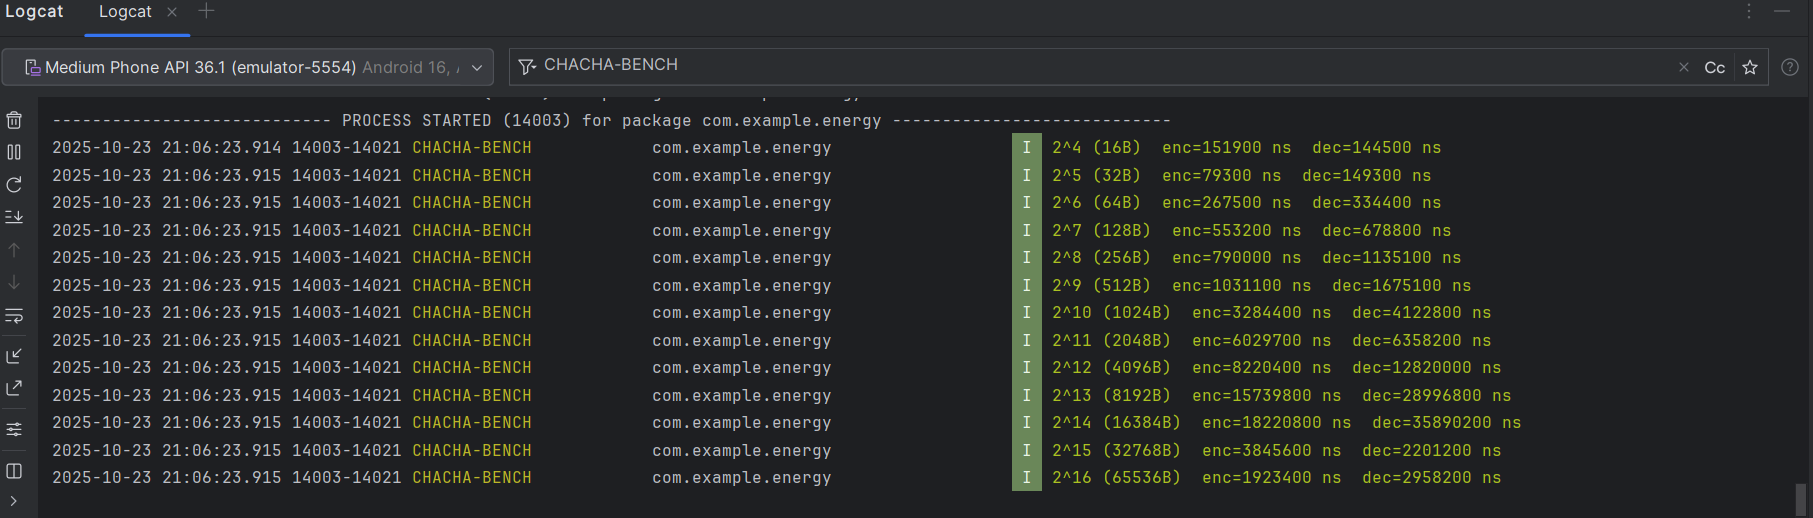 Logcat Logcat
Medium Phone API 36.1 (emulator-5554) Android 16, CHACHA-BENCH Cc
--------------------------- PROCESS STARTED (14003) for package com.example.energy ---------------------------
2025-10-23 21:06:23.914 14003-14021 CHACHA-BENCH com.example.energy I 2^4 (16B) enc=151900 ns dec=144500 ns
2025-10-23 21:06:23.915 14003-14021 CHACHA-BENCH com.example.energy I 2^5 (32B) enc=79300 ns dec=149300 ns
2025-10-23 21:06:23.915 14003-14021 CHACHA-BENCH com.example.energy I 2^6 (64B) enc=267500 ns dec=334400 ns
2025-10-23 21:06:23.915 14003-14021 CHACHA-BENCH com.example.energy I 2^7 (128B) enc=553200 ns dec=678800 ns
2025-10-23 21:06:23.915 14003-14021 CHACHA-BENCH com.example.energy I 2^8 (256B) enc=790000 ns dec=1135100 ns
2025-10-23 21:06:23.915 14003-14021 CHACHA-BENCH com.example.energy I 2^9 (512B) enc=1031100 ns dec=1675100 ns
2025-10-23 21:06:23.915 14003-14021 CHACHA-BENCH com.example.energy I 2^10 (1024B) enc=3284400 ns dec=4122800 ns
2025-10-23 21:06:23.915 14003-14021 CHACHA-BENCH com.example.energy I 2^11 (2048B) enc=6029700 ns dec=6358200 ns
2025-10-23 21:06:23.915 14003-14021 CHACHA-BENCH com.example.energy I 2^12 (4096B) enc=8220400 ns dec=12820000 ns
2025-10-23 21:06:23.915 14003-14021 CHACHA-BENCH com.example.energy I 2^13 (8192B) enc=15739800 ns dec=28996800 ns
2025-10-23 21:06:23.915 14003-14021 CHACHA-BENCH com.example.energy I 2^14 (16384B) enc=18220800 ns dec=35890200 ns
2025-10-23 21:06:23.915 14003-14021 CHACHA-BENCH com.example.energy I 2^15 (32768B) enc=3845600 ns dec=2201200 ns
2025-10-23 21:06:23.915 14003-14021 CHACHA-BENCH com.example.energy I 2^16 (65536B) enc=1923400 ns dec=2958200 ns